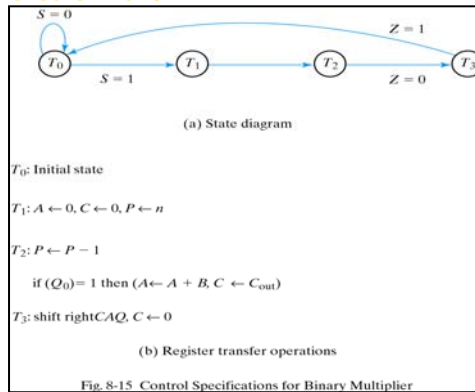 S = 0
Z = 1
T0 T1 T2 T3
S = 1 Z = 0
(a) State diagram
T0: Initial state
T1: A ← 0, C ← 0, P ← n
T2: P ← P − 1
if (Q0)= 1 then (A← A + B, C ← Cout)
T3: shift rightCAQ, C ← 0
(b) Register transfer operations
Fig. 8-15 Control Specifications for Binary Multiplier